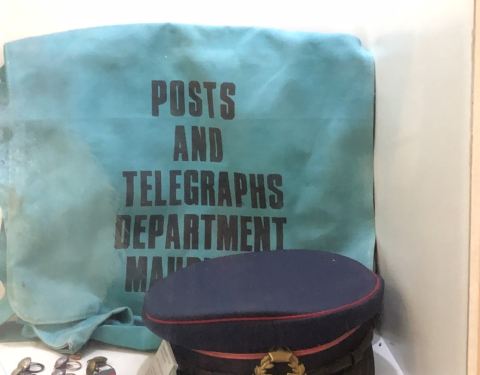 POSTS
AND
TELEGRAPHS
DEPARTMENT